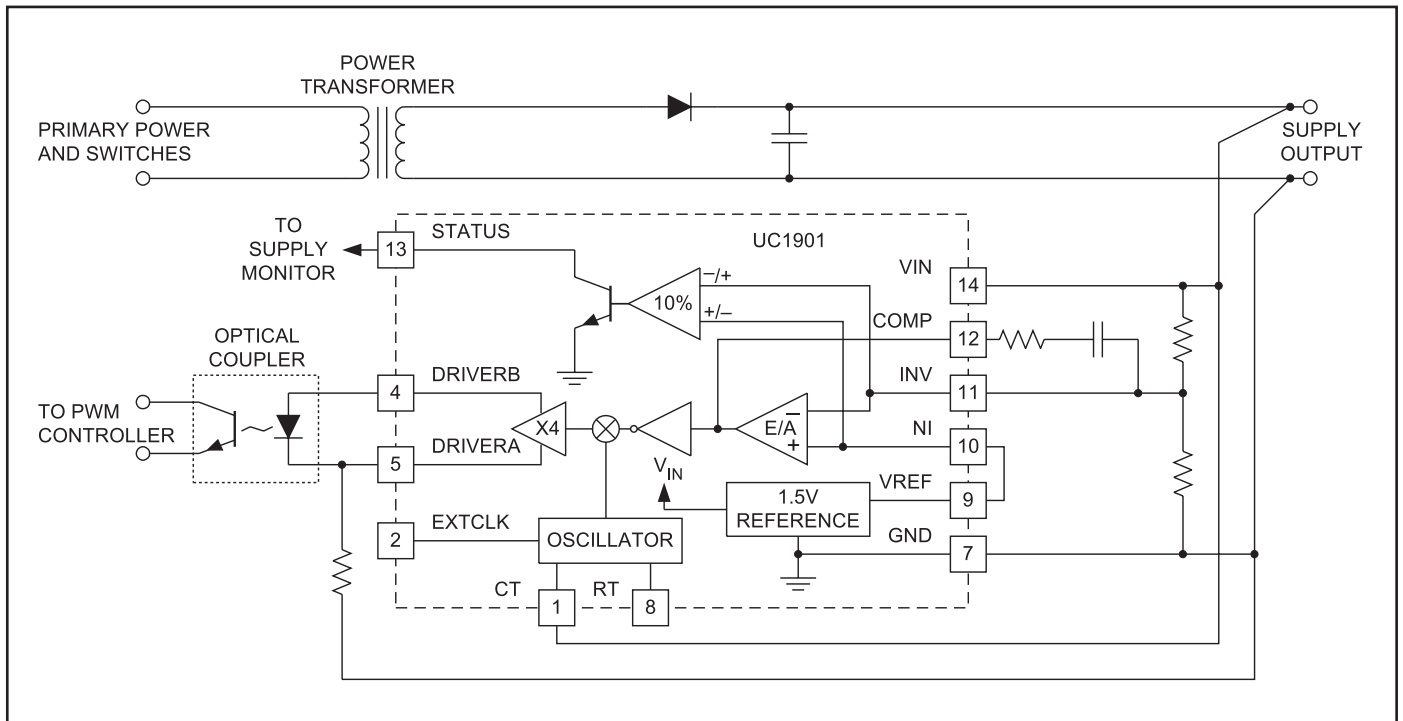 POWER
TRANSFORMER
PRIMARY POWER
AND SWITCHES
SUPPLY
OUTPUT
TO
SUPPLY
MONITOR
13
STATUS
UC1901
VIN
14
10%
–/+
+/–
COMP
12
OPTICAL
COUPLER
INV
11
DRIVERB
4
TO PWM
CONTROLLER
X4
E/A
–
+
NI
10
DRIVERA
5
VIN
1.5V
REFERENCE
VREF
9
EXTCLK
2
OSCILLATOR
GND
7
CT
1
RT
8